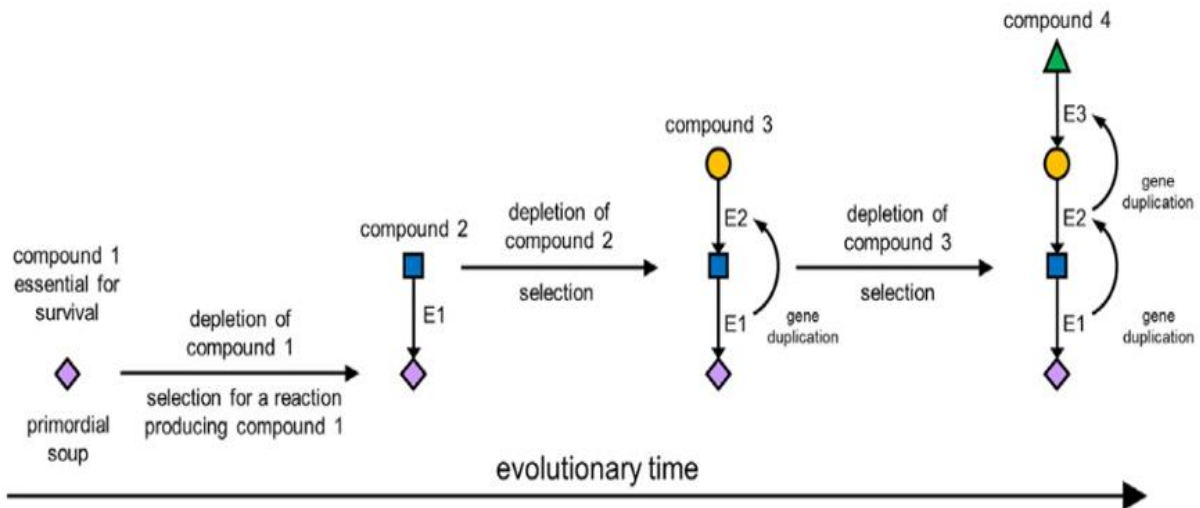 compound 1
essential for
survival
primordial
soup
depletion of
compound 1
selection for a reaction
producing compound 1
compound 2
E1
depletion of
compound 2
selection
compound 3
E2
E1
gene
duplication
depletion of
compound 3
selection
compound 4
E3
gene
duplication
E2
E1
gene
duplication
evolutionary time